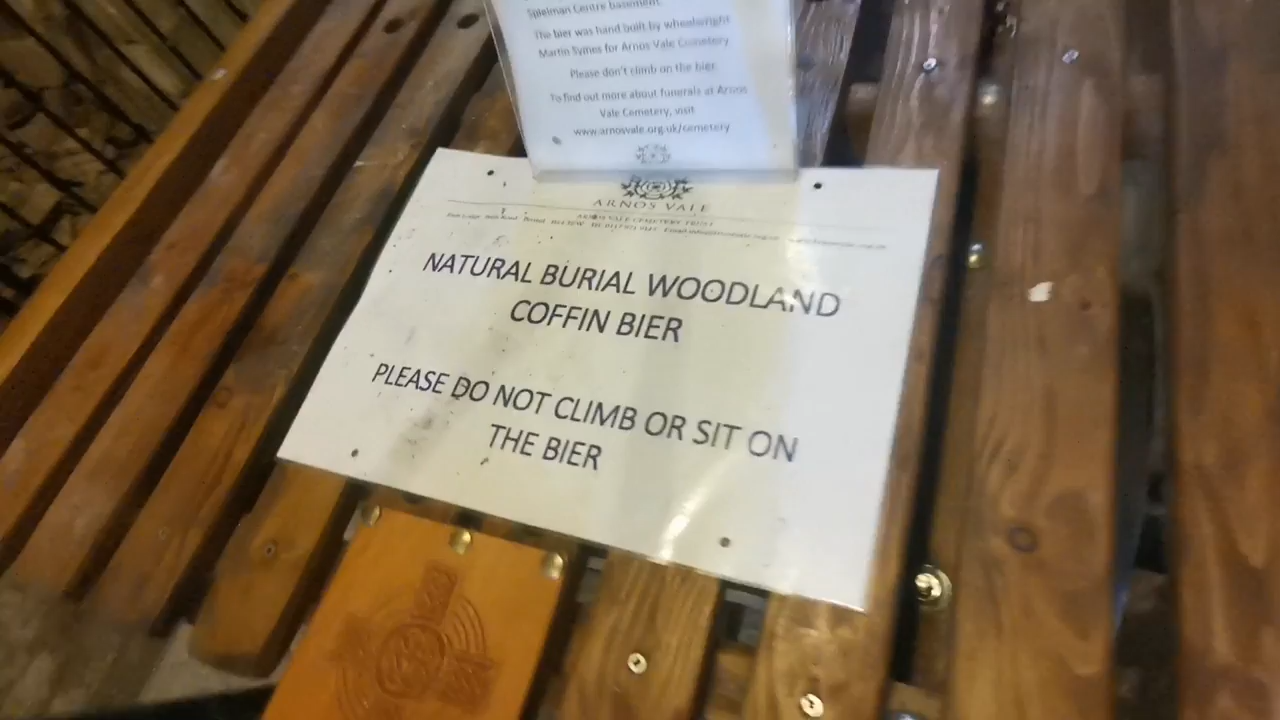 Spielman Centre basement.
The bier was hand built by wheelwright
Martin Symes for Arnos Vale Cemetery
Please don't climb on the bier.
To find out more about funerals at Arnos
Vale Cemetery, visit
www.arnosvale.org.uk/cemetery
ARNOS VALE
ARNOS VALE CEMETERY TRUST
NATURAL BURIAL WOODLAND
COFFIN BIER
PLEASE DO NOT CLIMB OR SIT ON
THE BIER